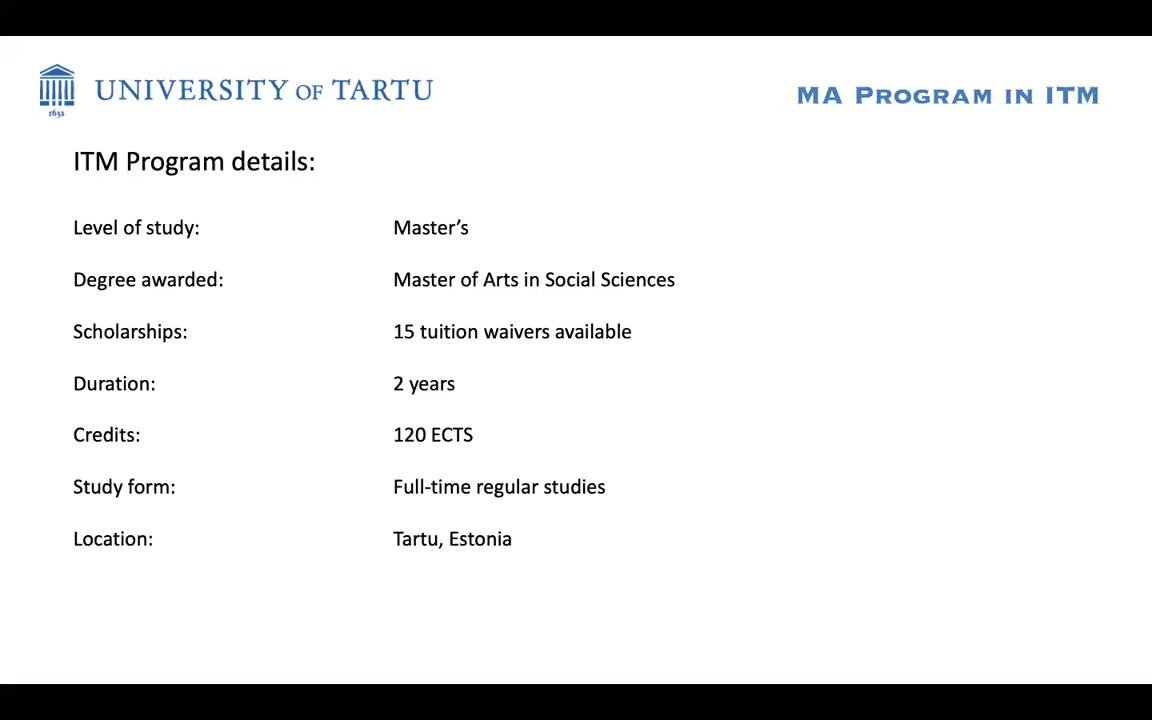 UNIVERSITY OF TARTU
1632
MA PROGRAM IN ITM
ITM Program details:
Level of study: Master’s
Degree awarded: Master of Arts in Social Sciences
Scholarships: 15 tuition waivers available
Duration: 2 years
Credits: 120 ECTS
Study form: Full-time regular studies
Location: Tartu, Estonia